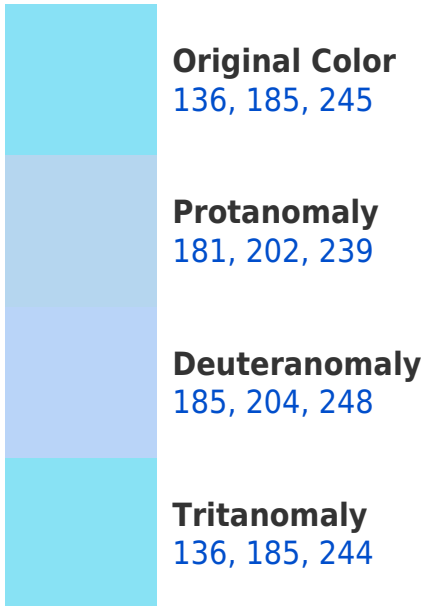 Original Color
136, 185, 245
Protanomaly
181, 202, 239
Deuteranomaly
185, 204, 248
Tritanomaly
136, 185, 244